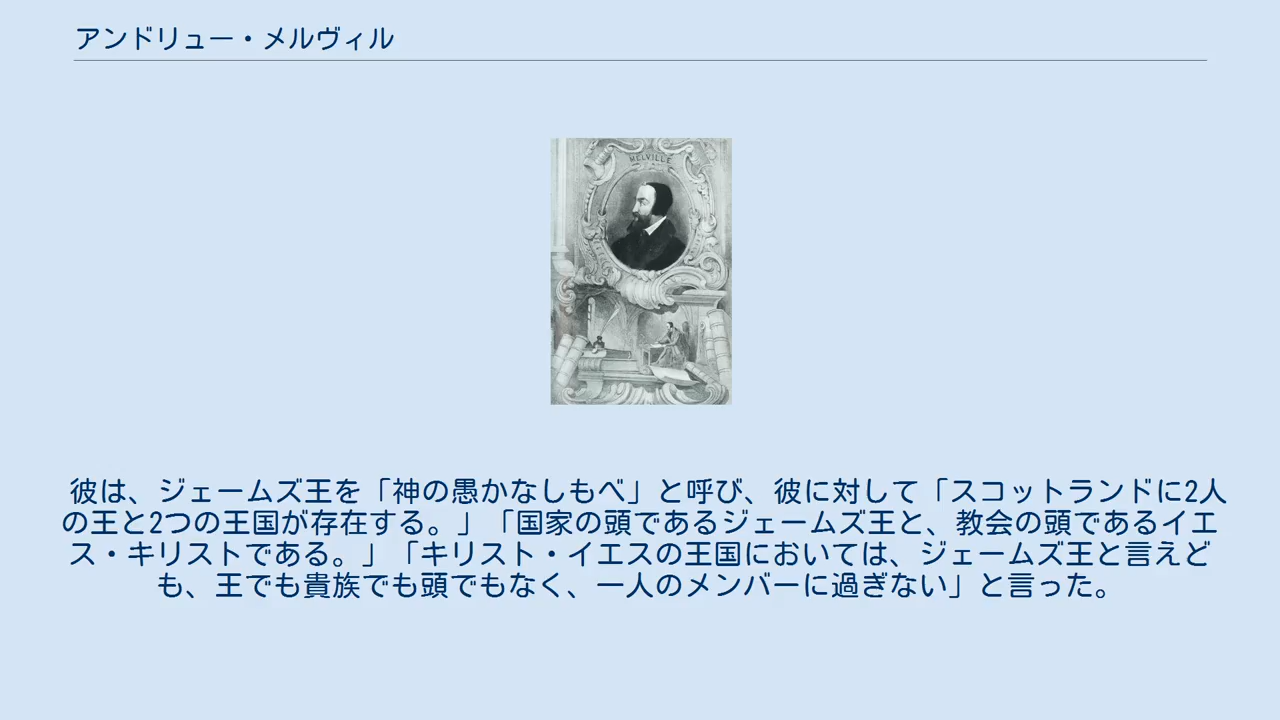 アンドリュー・メルヴィル
MELVILLE
彼は、ジェームズ王を「神の愚かなしもべ」と呼び、彼に対して「スコットランドに2人
の王と2つの王国が存在する。」「国家の頭であるジェームズ王と、教会の頭であるイエ
ス・キリストである。」「キリスト・イエスの王国においては、ジェームズ王と言えど
も、王でも貴族でも頭でもなく、一人のメンバーに過ぎない」と言った。